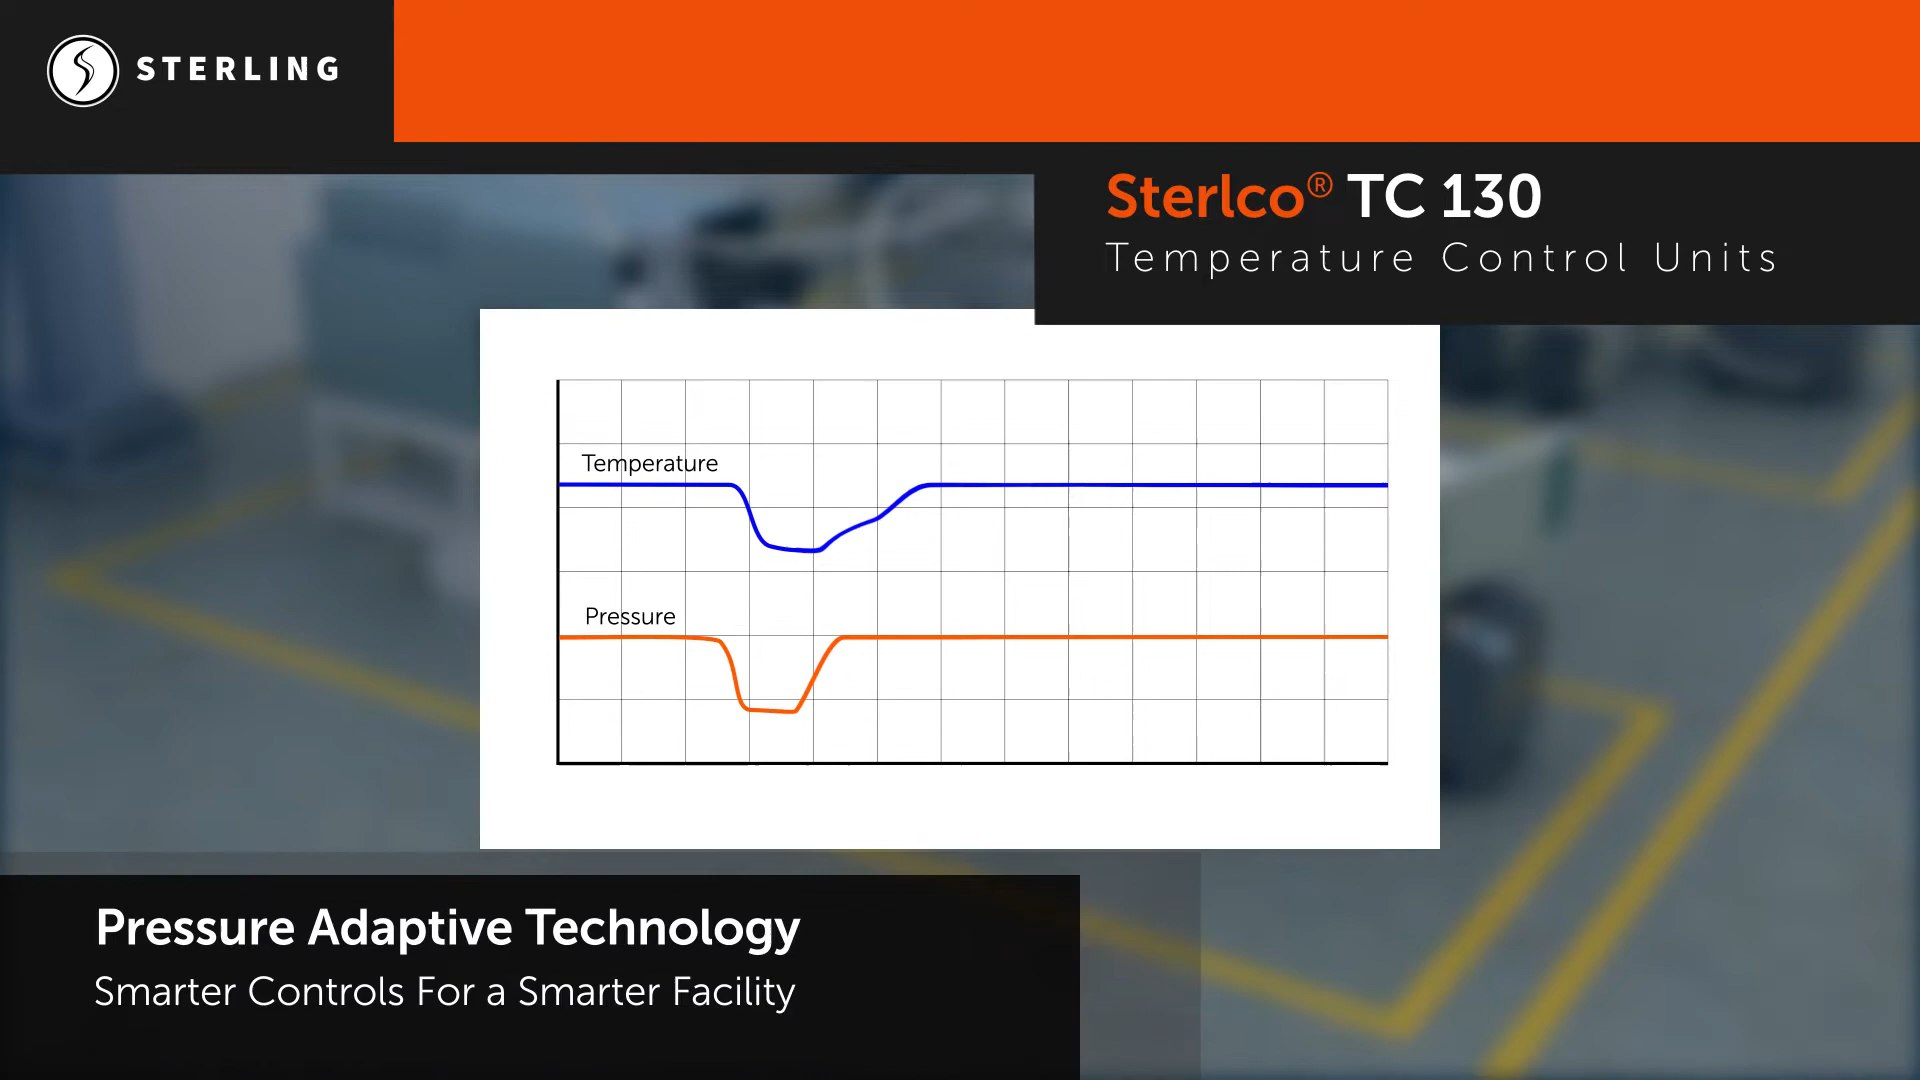 STERLING
Sterlco® TC 130
Temperature Control Units
Temperature
Pressure
Pressure Adaptive Technology
Smarter Controls For a Smarter Facility